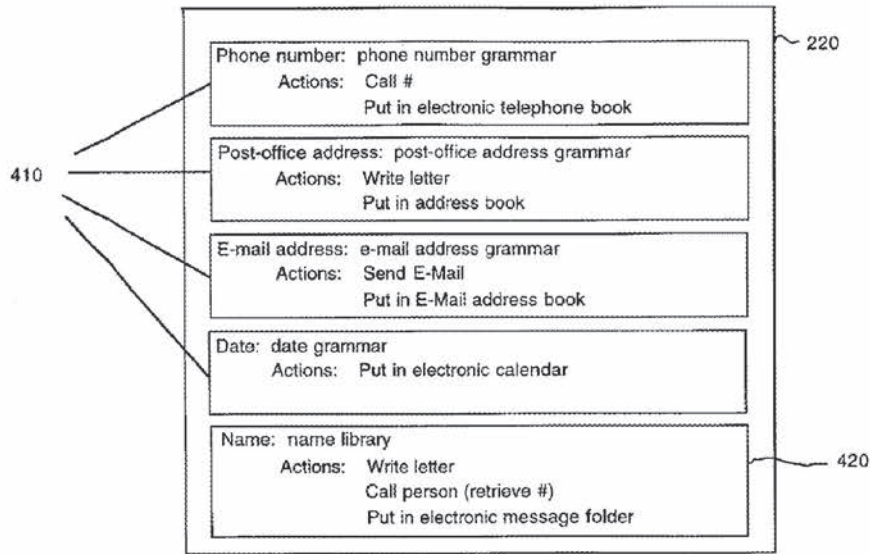 220
Phone number: phone number grammar
Actions: Call #
Put in electronic telephone book
410
Post-office address: post-office address grammar
Actions: Write letter
Put in address book
E-mail address: e-mail address grammar
Actions: Send E-Mail
Put in E-Mail address book
Date: date grammar
Actions: Put in electronic calendar
Name: name library
Actions: Write letter
420
Call person (retrieve #)
Put in electronic message folder